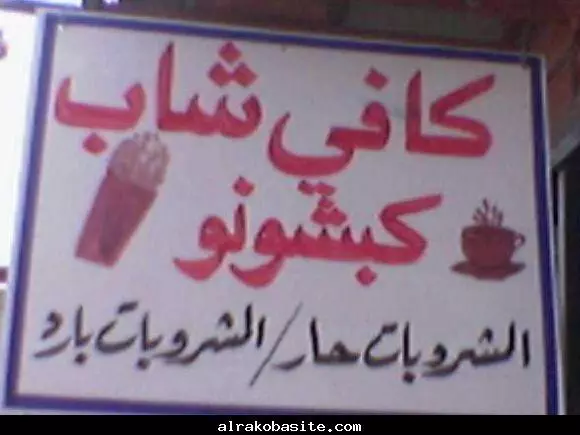 كافي شاب
كبشونو
الشروبات حار / الشروبات بارد
alrakobasite.com